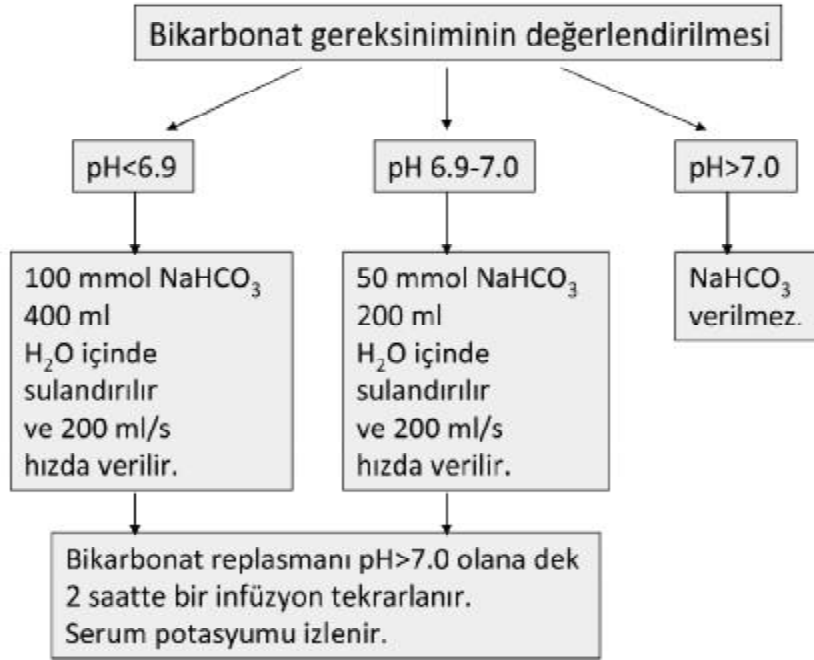 Bikarbonat gereksiniminin değerlendirilmesi
pH<6.9
pH 6.9-7.0
pH>7.0
100 mmol NaHCO₃
400 ml
H₂O içinde
sulandırılır
ve 200 ml/s
hızda verilir.
50 mmol NaHCO₃
200 ml
H₂O içinde
sulandırılır
ve 200 ml/s
hızda verilir.
NaHCO₃
verilmez.
Bikarbonat replasmanı pH>7.0 olana dek
2 saatte bir infüzyon tekrarlanır.
Serum potasyumu izlenir.